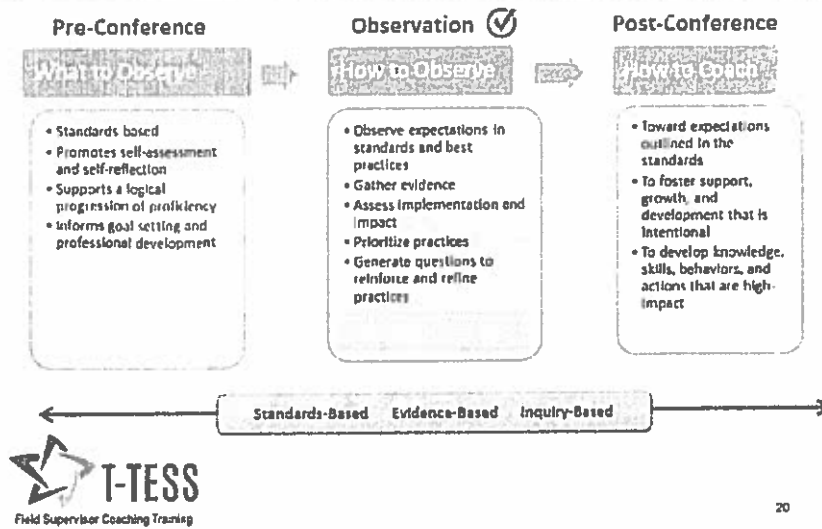 Pre-Conference
Observation
Post-Conference
What to Observe
How to Observe
How to Coach
• Standards based
• Promotes self-assessment
and self-reflection
• Supports a logical
progression of proficiency
• Informs goal setting and
professional development
• Observe expectations in
standards and best
practices
• Gather evidence
• Assess implementation and
impact
• Prioritize practices
• Generate questions to
reinforce and refine
practices
• Toward expectations
outlined in the
standards
• To foster support,
growth, and
development that is
intentional
• To develop knowledge,
skills, behaviors, and
actions that are high-
impact
Standards-Based Evidence-Based Inquiry-Based
T-TESS
Field Supervisor Coaching Training
20